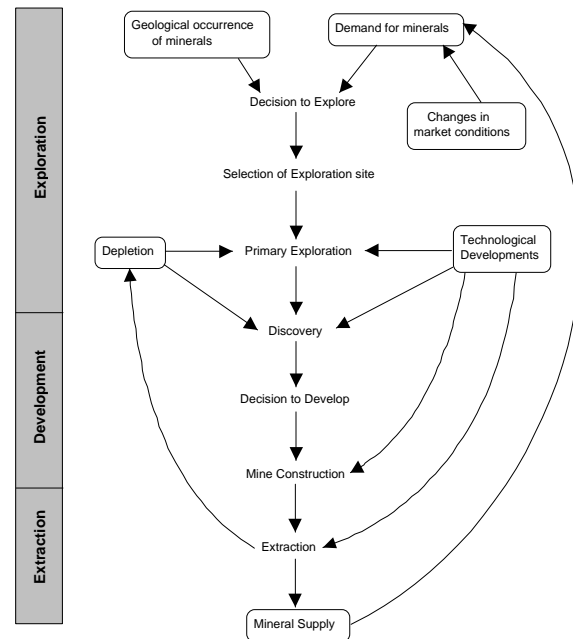 Geological occurrence
of minerals
Demand for minerals
Decision to Explore
Changes in
market conditions
Exploration
Selection of Exploration site
Depletion
Primary Exploration
Technological
Developments
Discovery
Development
Decision to Develop
Mine Construction
Extraction
Extraction
Mineral Supply